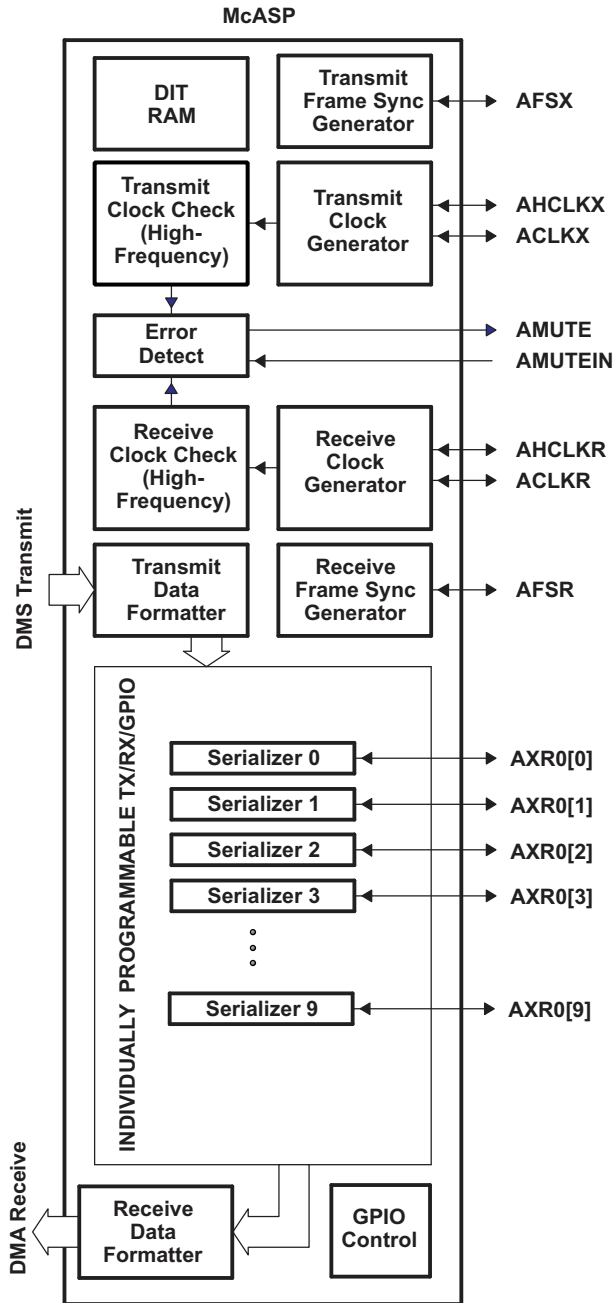 McASP
DIT
RAM
Transmit
Frame Sync
Generator
AFSX
Transmit
Clock Check
(High-
Frequency)
Transmit
Clock
Generator
AHCLKX
ACLKX
Error
Detect
AMUTE
AMUTEIN
Receive
Clock Check
(High-
Frequency)
Receive
Clock
Generator
AHCLKR
ACLKR
DMS Transmit
Transmit
Data
Formatter
Receive
Frame Sync
Generator
AFSR
INDIVIDUALLY PROGRAMMABLE TX/RX/GPIO
Serializer 0
AXR0[0]
Serializer 1
AXR0[1]
Serializer 2
AXR0[2]
Serializer 3
AXR0[3]
Serializer 9
AXR0[9]
DMA Receive
Receive
Data
Formatter
GPIO
Control